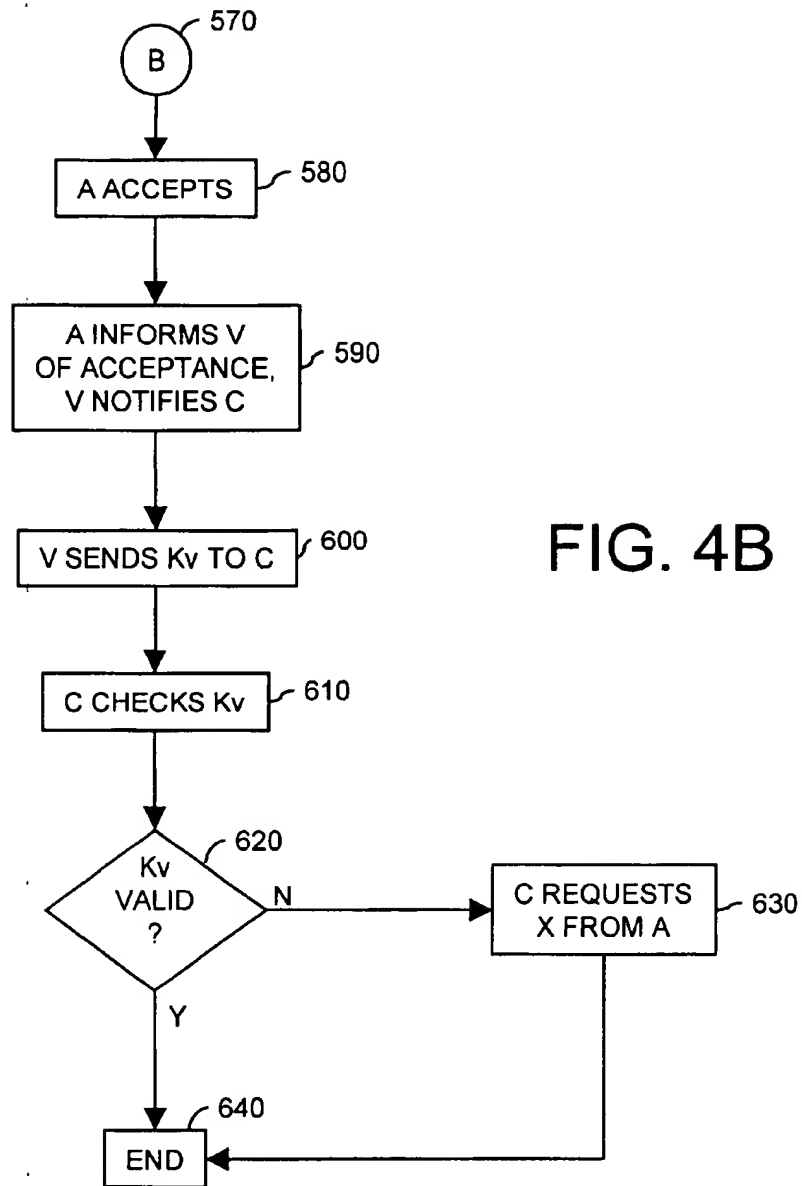 570
B
A ACCEPTS
580
A INFORMS V
OF ACCEPTANCE,
V NOTIFIES C
590
V SENDS Kv TO C
600
FIG. 4B
C CHECKS Kv
610
620
Kv
VALID
?
N
C REQUESTS
X FROM A
630
Y
640
END